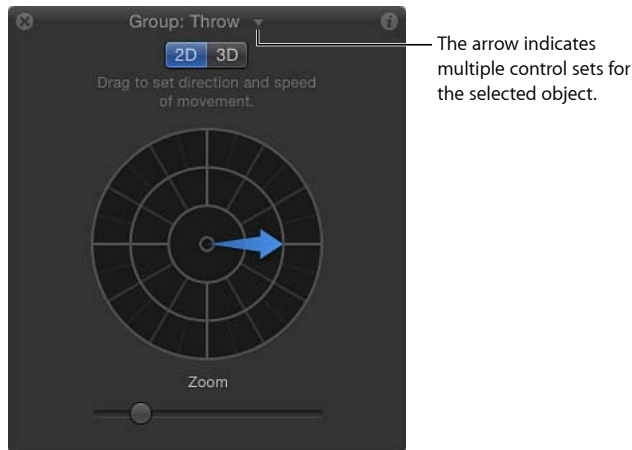 Group: Throw
2D 3D
Drag to set direction and speed
of movement.
Zoom
The arrow indicates
multiple control sets for
the selected object.